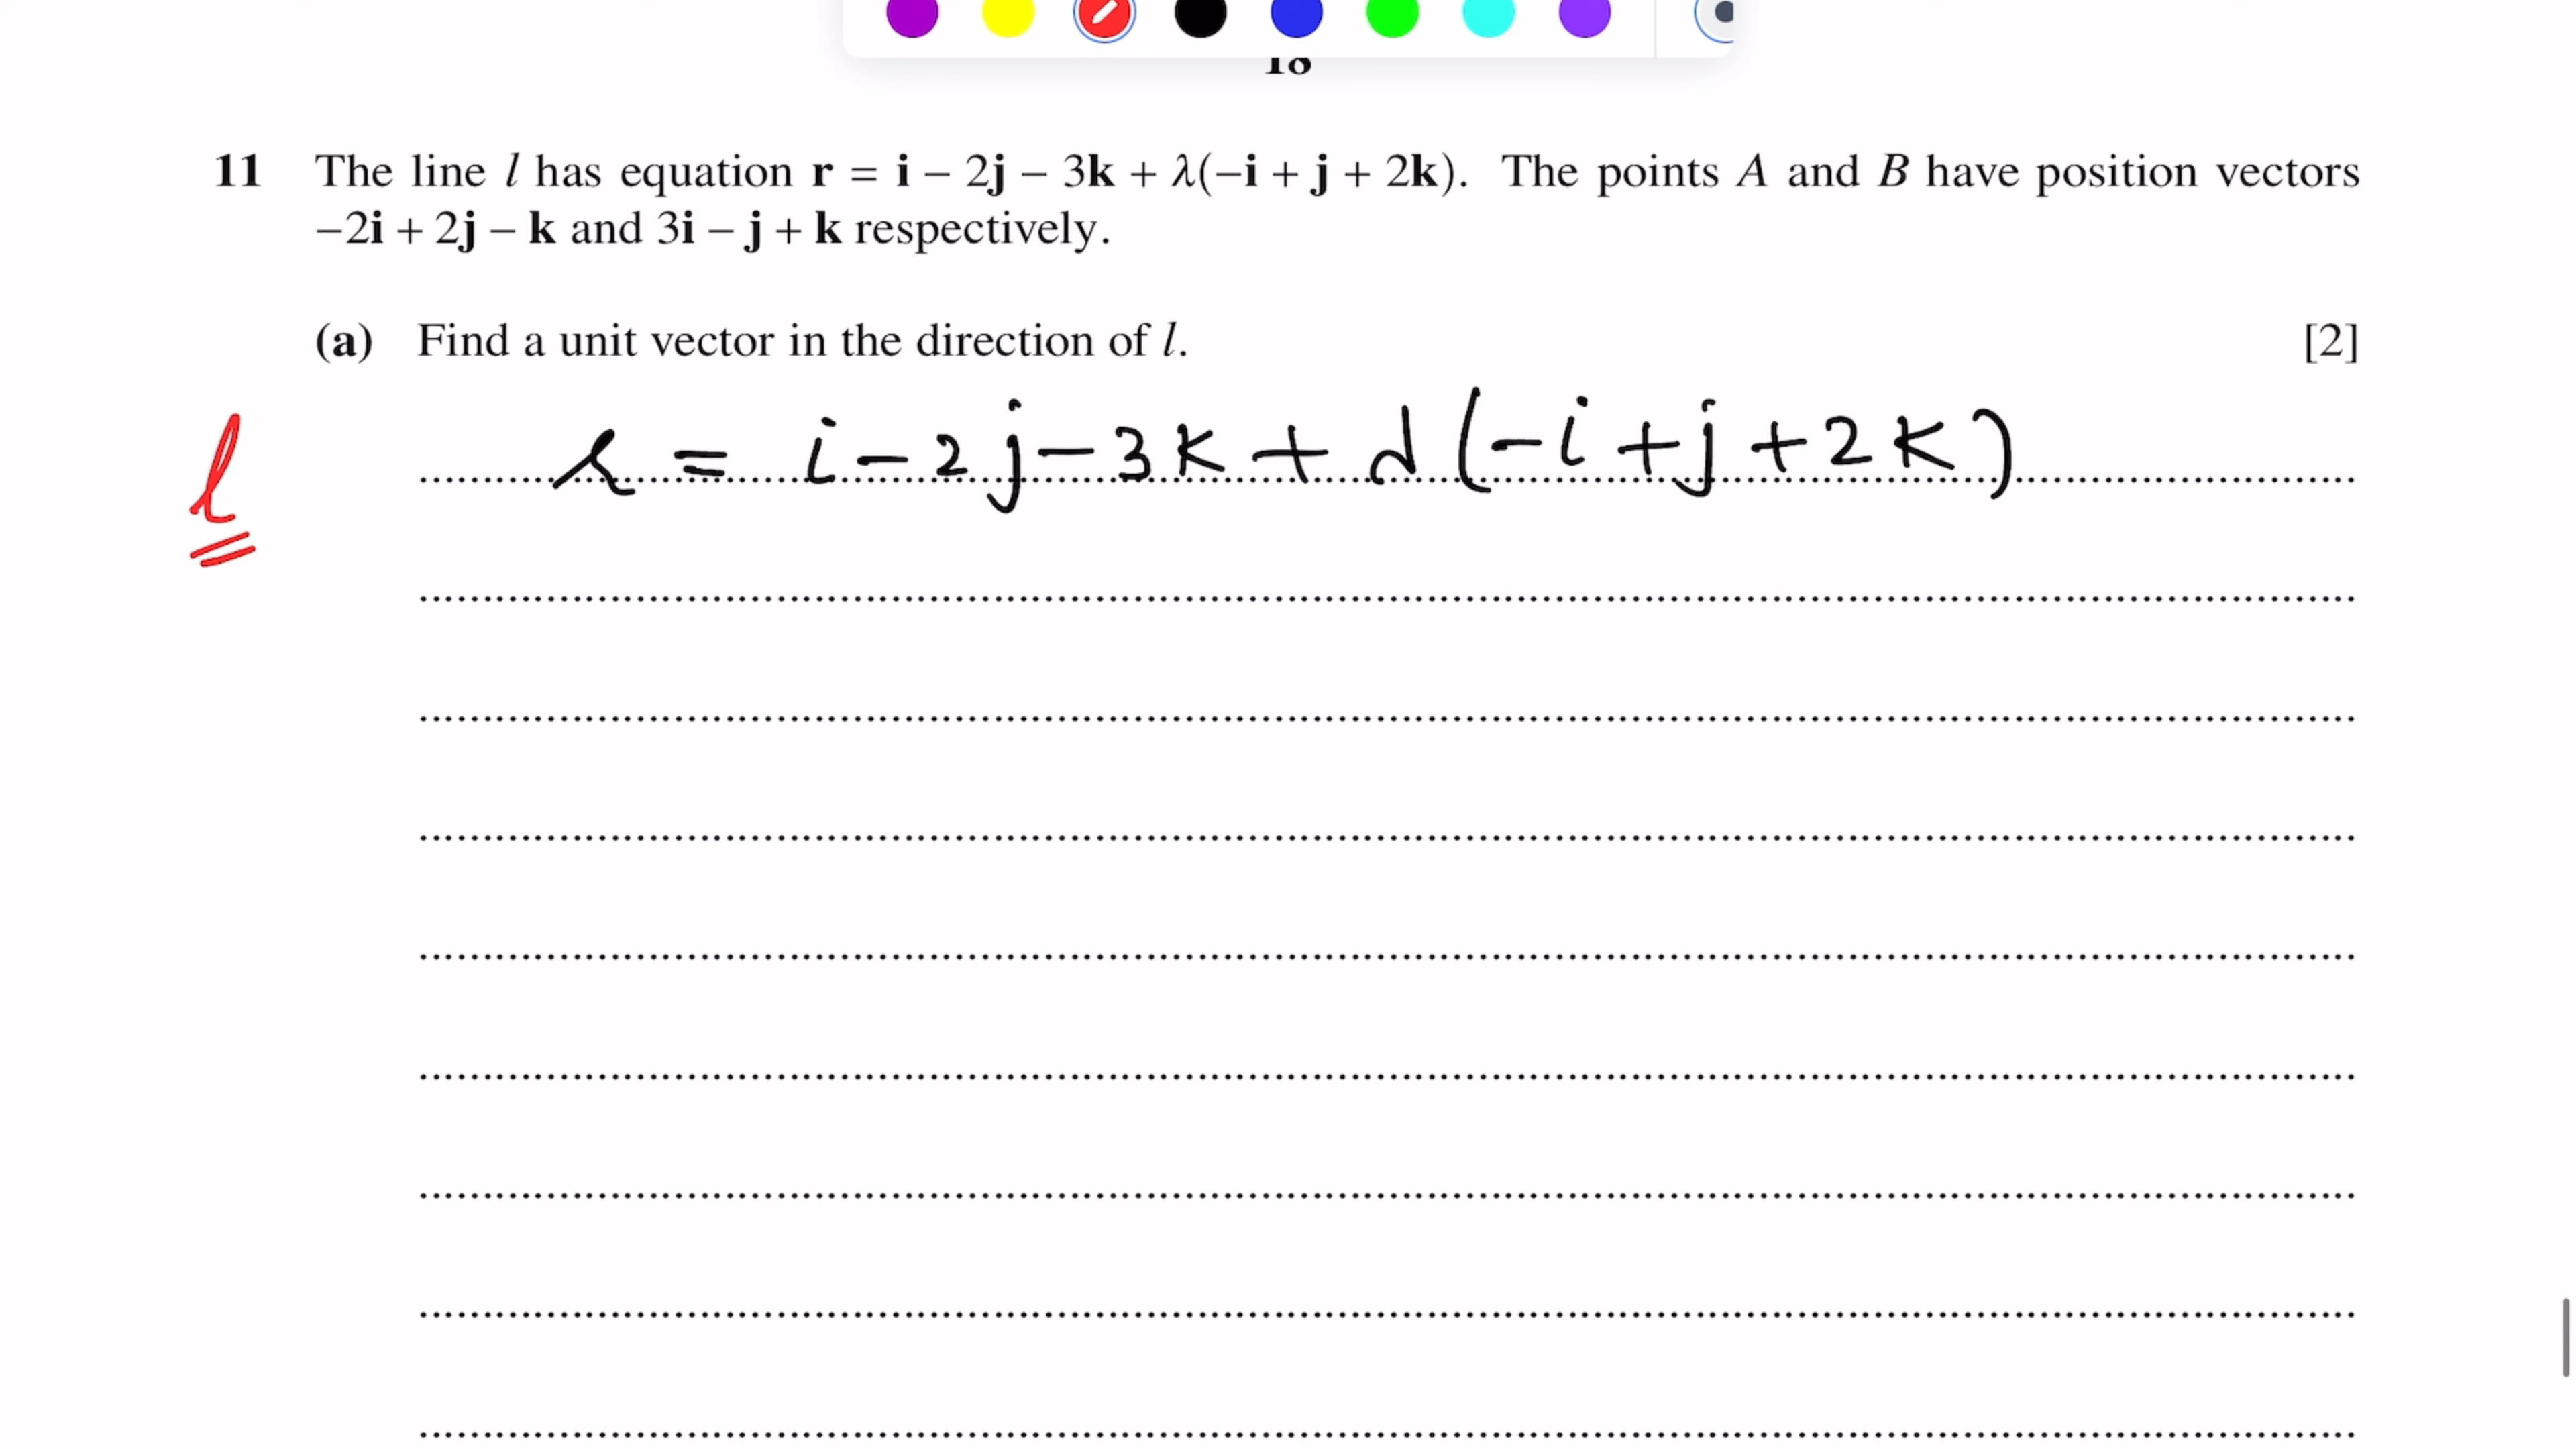 18
11 The line l has equation r = i − 2j − 3k + λ(−i + j + 2k). The points A and B have position vectors
−2i + 2j − k and 3i − j + k respectively.
(a) Find a unit vector in the direction of l. [2]
l r = i − 2j − 3k + λ(−i + j + 2k)